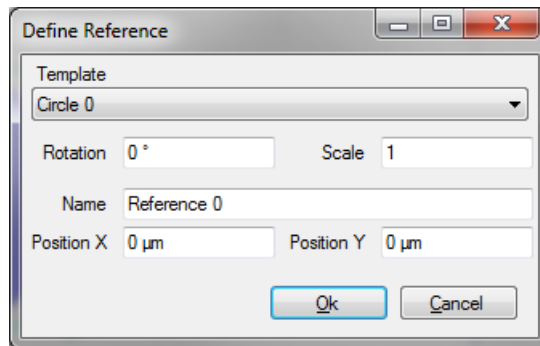 Define Reference
Template
Circle 0
Rotation 0 ° Scale 1
Name Reference 0
Position X 0 µm Position Y 0 µm
Ok Cancel